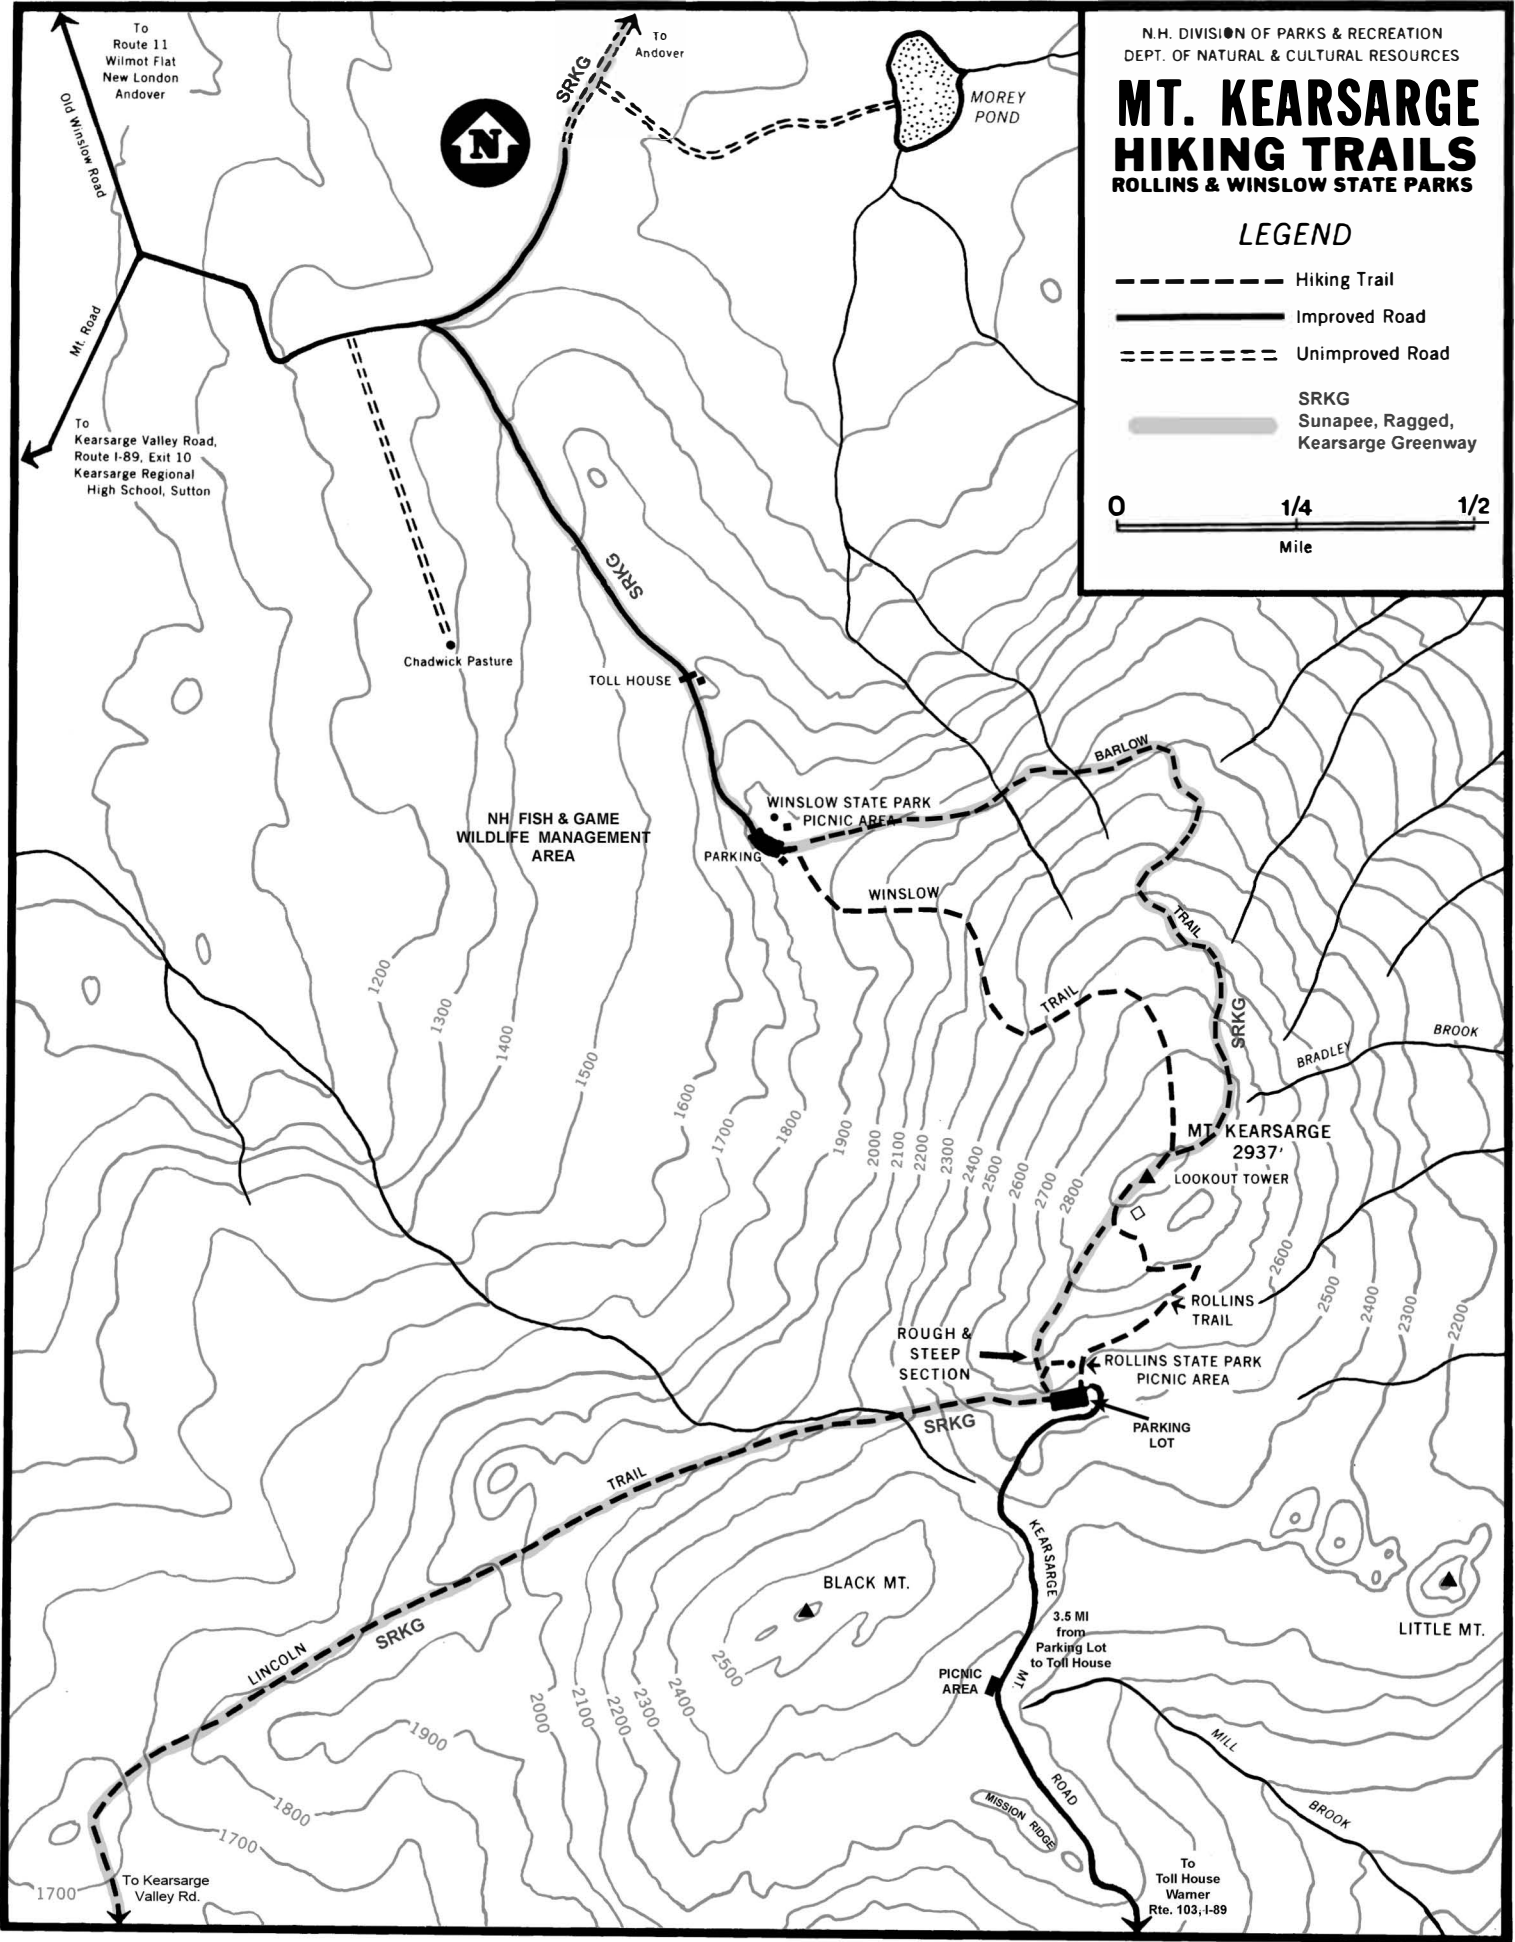 N.H. DIVISION OF PARKS & RECREATION
DEPT. OF NATURAL & CULTURAL RESOURCES
MT. KEARSARGE
HIKING TRAILS
ROLLINS & WINSLOW STATE PARKS
LEGEND
Hiking Trail
Improved Road
Unimproved Road
SRKG
Sunapee, Ragged,
Kearsarge Greenway
0 1/4 1/2
Mile
To
Route 11
Wilmot Flat
New London
Andover
Old Winslow Road
Mt. Road
To
Kearsarge Valley Road,
Route I-89, Exit 10
Kearsarge Regional
High School, Sutton
N
SRKG
To
Andover
MOREY
POND
SRKG
Chadwick Pasture
TOLL HOUSE
NH FISH & GAME
WILDLIFE MANAGEMENT
AREA
WINSLOW STATE PARK
PICNIC AREA
PARKING
BARLOW
TRAIL
WINSLOW
TRAIL
SRKG
BRADLEY
BROOK
1200
1300
1400
1500
1600
1700
1800
1900
2000
2100
2200
2300
2400
2500
2600
2700
2800
MT. KEARSARGE
2937'
LOOKOUT TOWER
2600
2500
2400
2300
2200
ROLLINS
TRAIL
ROUGH &
STEEP
SECTION
ROLLINS STATE PARK
PICNIC AREA
PARKING
LOT
SRKG
TRAIL
SRKG
LINCOLN
BLACK MT.
LITTLE MT.
KEARSARGE
MT.
ROAD
3.5 MI
from
Parking Lot
to Toll House
PICNIC
AREA
MILL
BROOK
MISSION
RIDGE
2000
2100
2200
2300
2400
2500
1900
1800
1700
1700
To Kearsarge
Valley Rd.
To
Toll House
Warner
Rte. 103, I-89